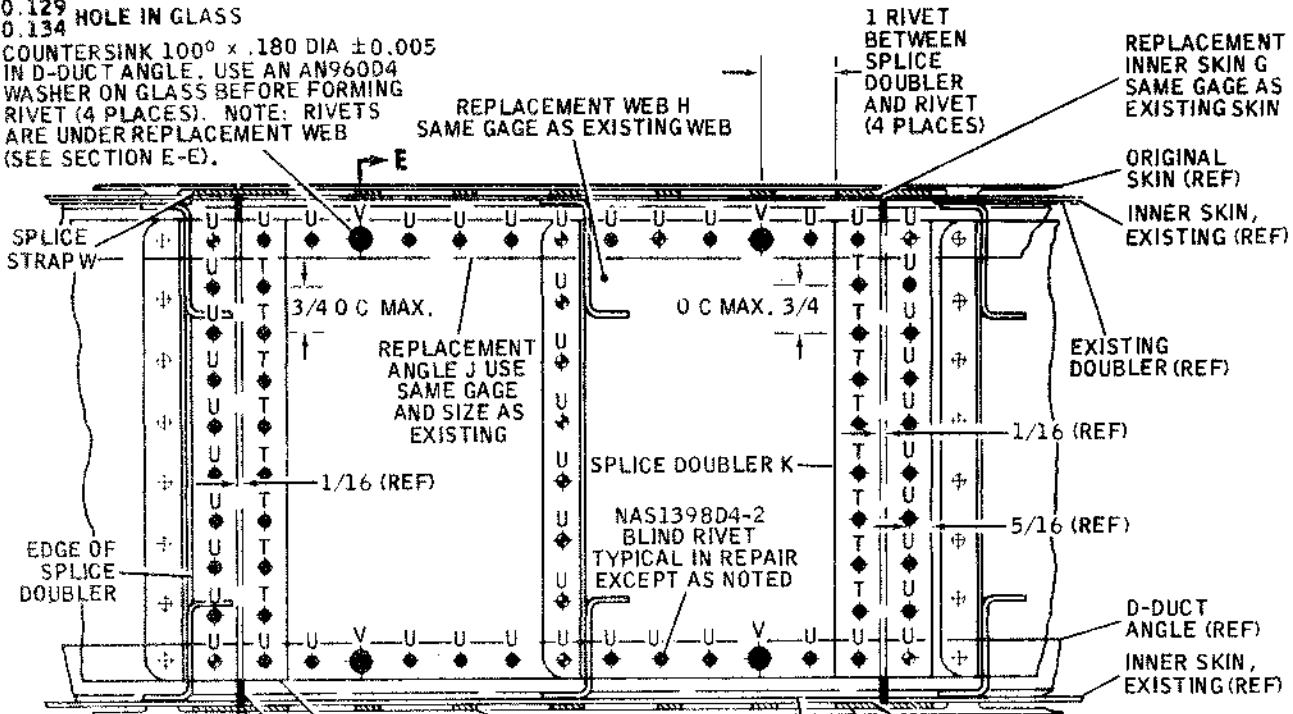 0.129
0.134 HOLE IN GLASS
COUNTERSINK 100° x .180 DIA ±0.005
IN D-DUCT ANGLE. USE AN AN960D4
WASHER ON GLASS BEFORE FORMING
RIVET (4 PLACES). NOTE: RIVETS
ARE UNDER REPLACEMENT WEB
(SEE SECTION E-E).
E
REPLACEMENT WEB H
SAME GAGE AS EXISTING WEB
1 RIVET
BETWEEN
SPLICE
DOUBLER
AND RIVET
(4 PLACES)
REPLACEMENT
INNER SKIN G
SAME GAGE AS
EXISTING SKIN
ORIGINAL
SKIN (REF)
INNER SKIN,
EXISTING (REF)
SPLICE
STRAP W
U U U V U U U U U U U V U U U
3/4 O C MAX.
O C MAX. 3/4
REPLACEMENT
ANGLE J USE
SAME GAGE
AND SIZE AS
EXISTING
EXISTING
DOUBLER (REF)
1/16 (REF)
SPLICE DOUBLER K
1/16 (REF)
NAS1398D4-2
BLIND RIVET
TYPICAL IN REPAIR
EXCEPT AS NOTED
5/16 (REF)
EDGE OF
SPLICE
DOUBLER
U U U V U U U U U U U V U U U
D-DUCT
ANGLE (REF)
INNER SKIN,
EXISTING (REF)